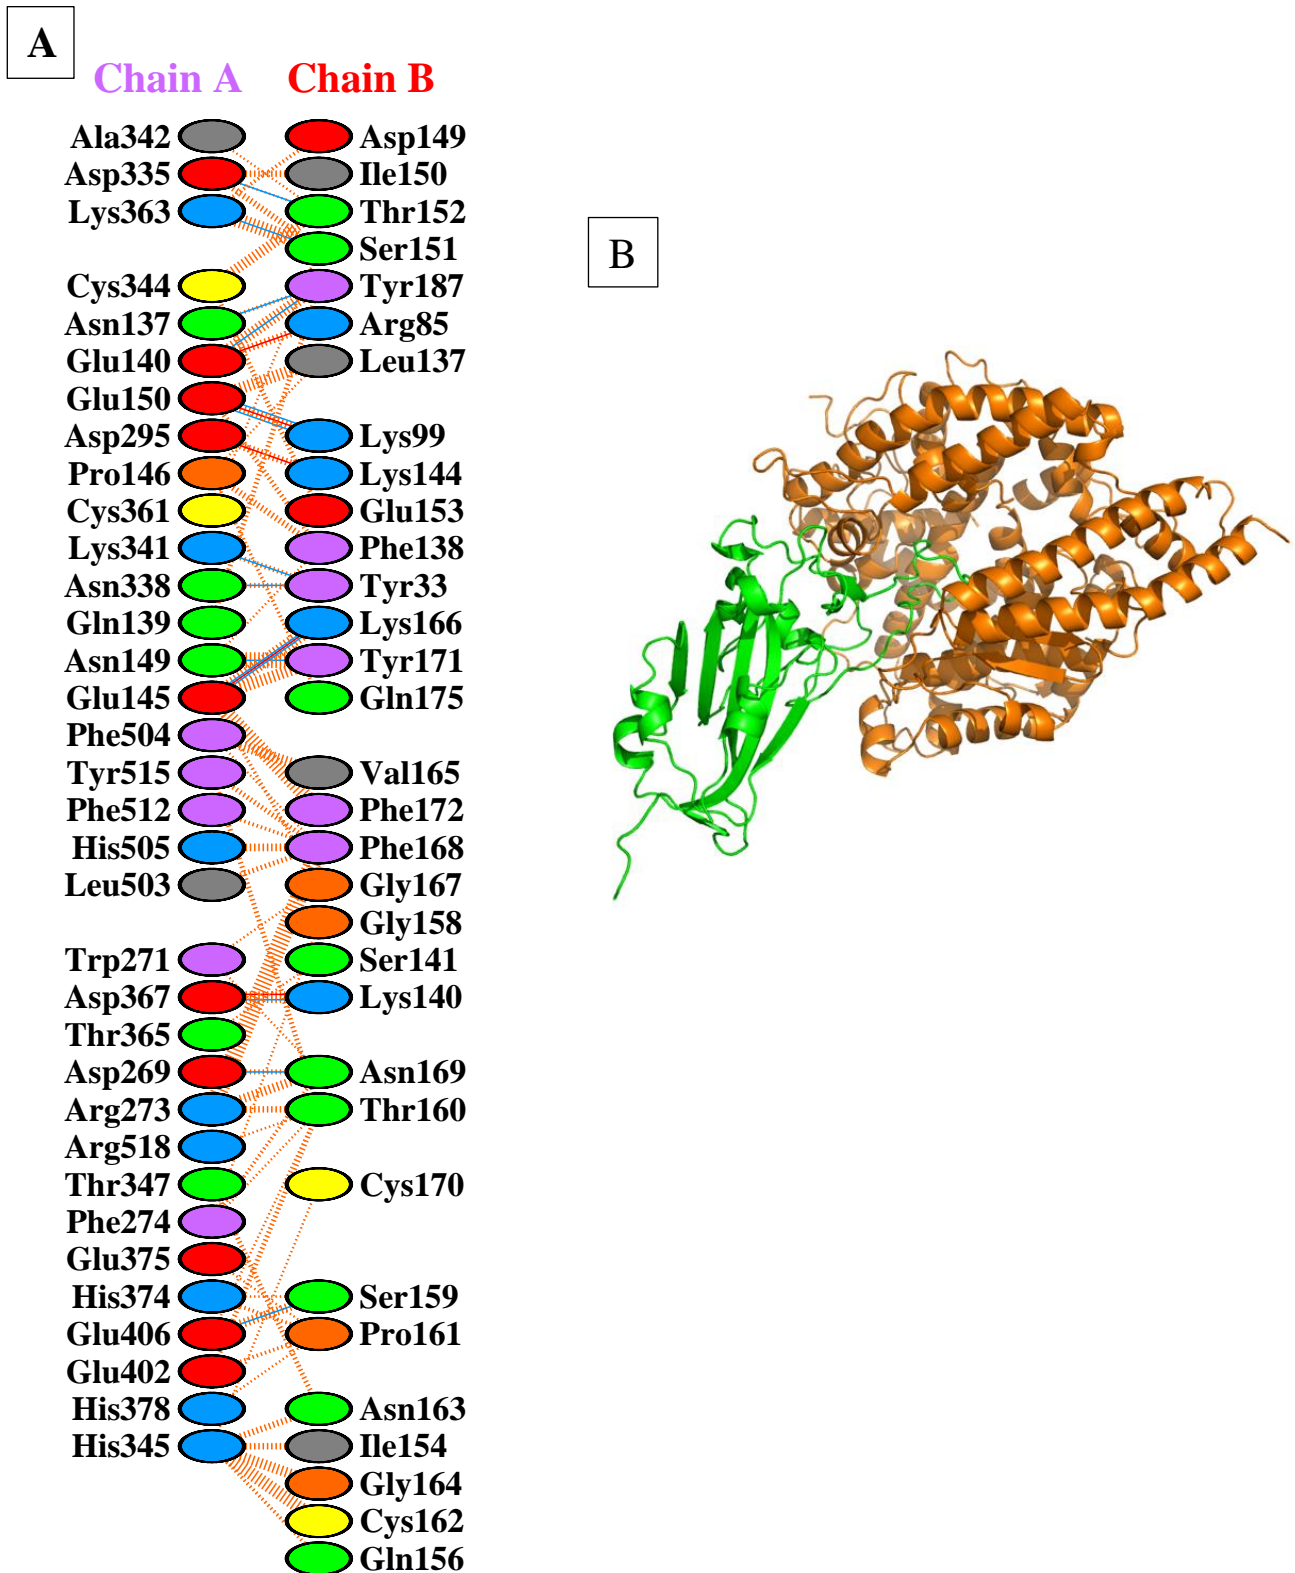 A
Chain A Chain B
Ala342 Asp149
Asp335 Ile150
Lys363 Thr152
Ser151
Cys344 Tyr187
Asn137 Arg85
Glu140 Leu137
Glu150
Asp295 Lys99
Pro146 Lys144
Cys361 Glu153
Lys341 Phe138
Asn338 Tyr33
Gln139 Lys166
Asn149 Tyr171
Glu145 Gln175
Phe504
Tyr515 Val165
Phe512 Phe172
His505 Phe168
Leu503 Gly167
Gly158
Trp271 Ser141
Asp367 Lys140
Thr365
Asp269 Asn169
Arg273 Thr160
Arg518
Thr347 Cys170
Phe274
Glu375
His374 Ser159
Glu406 Pro161
Glu402
His378 Asn163
His345 Ile154
Gly164
Cys162
Gln156
B